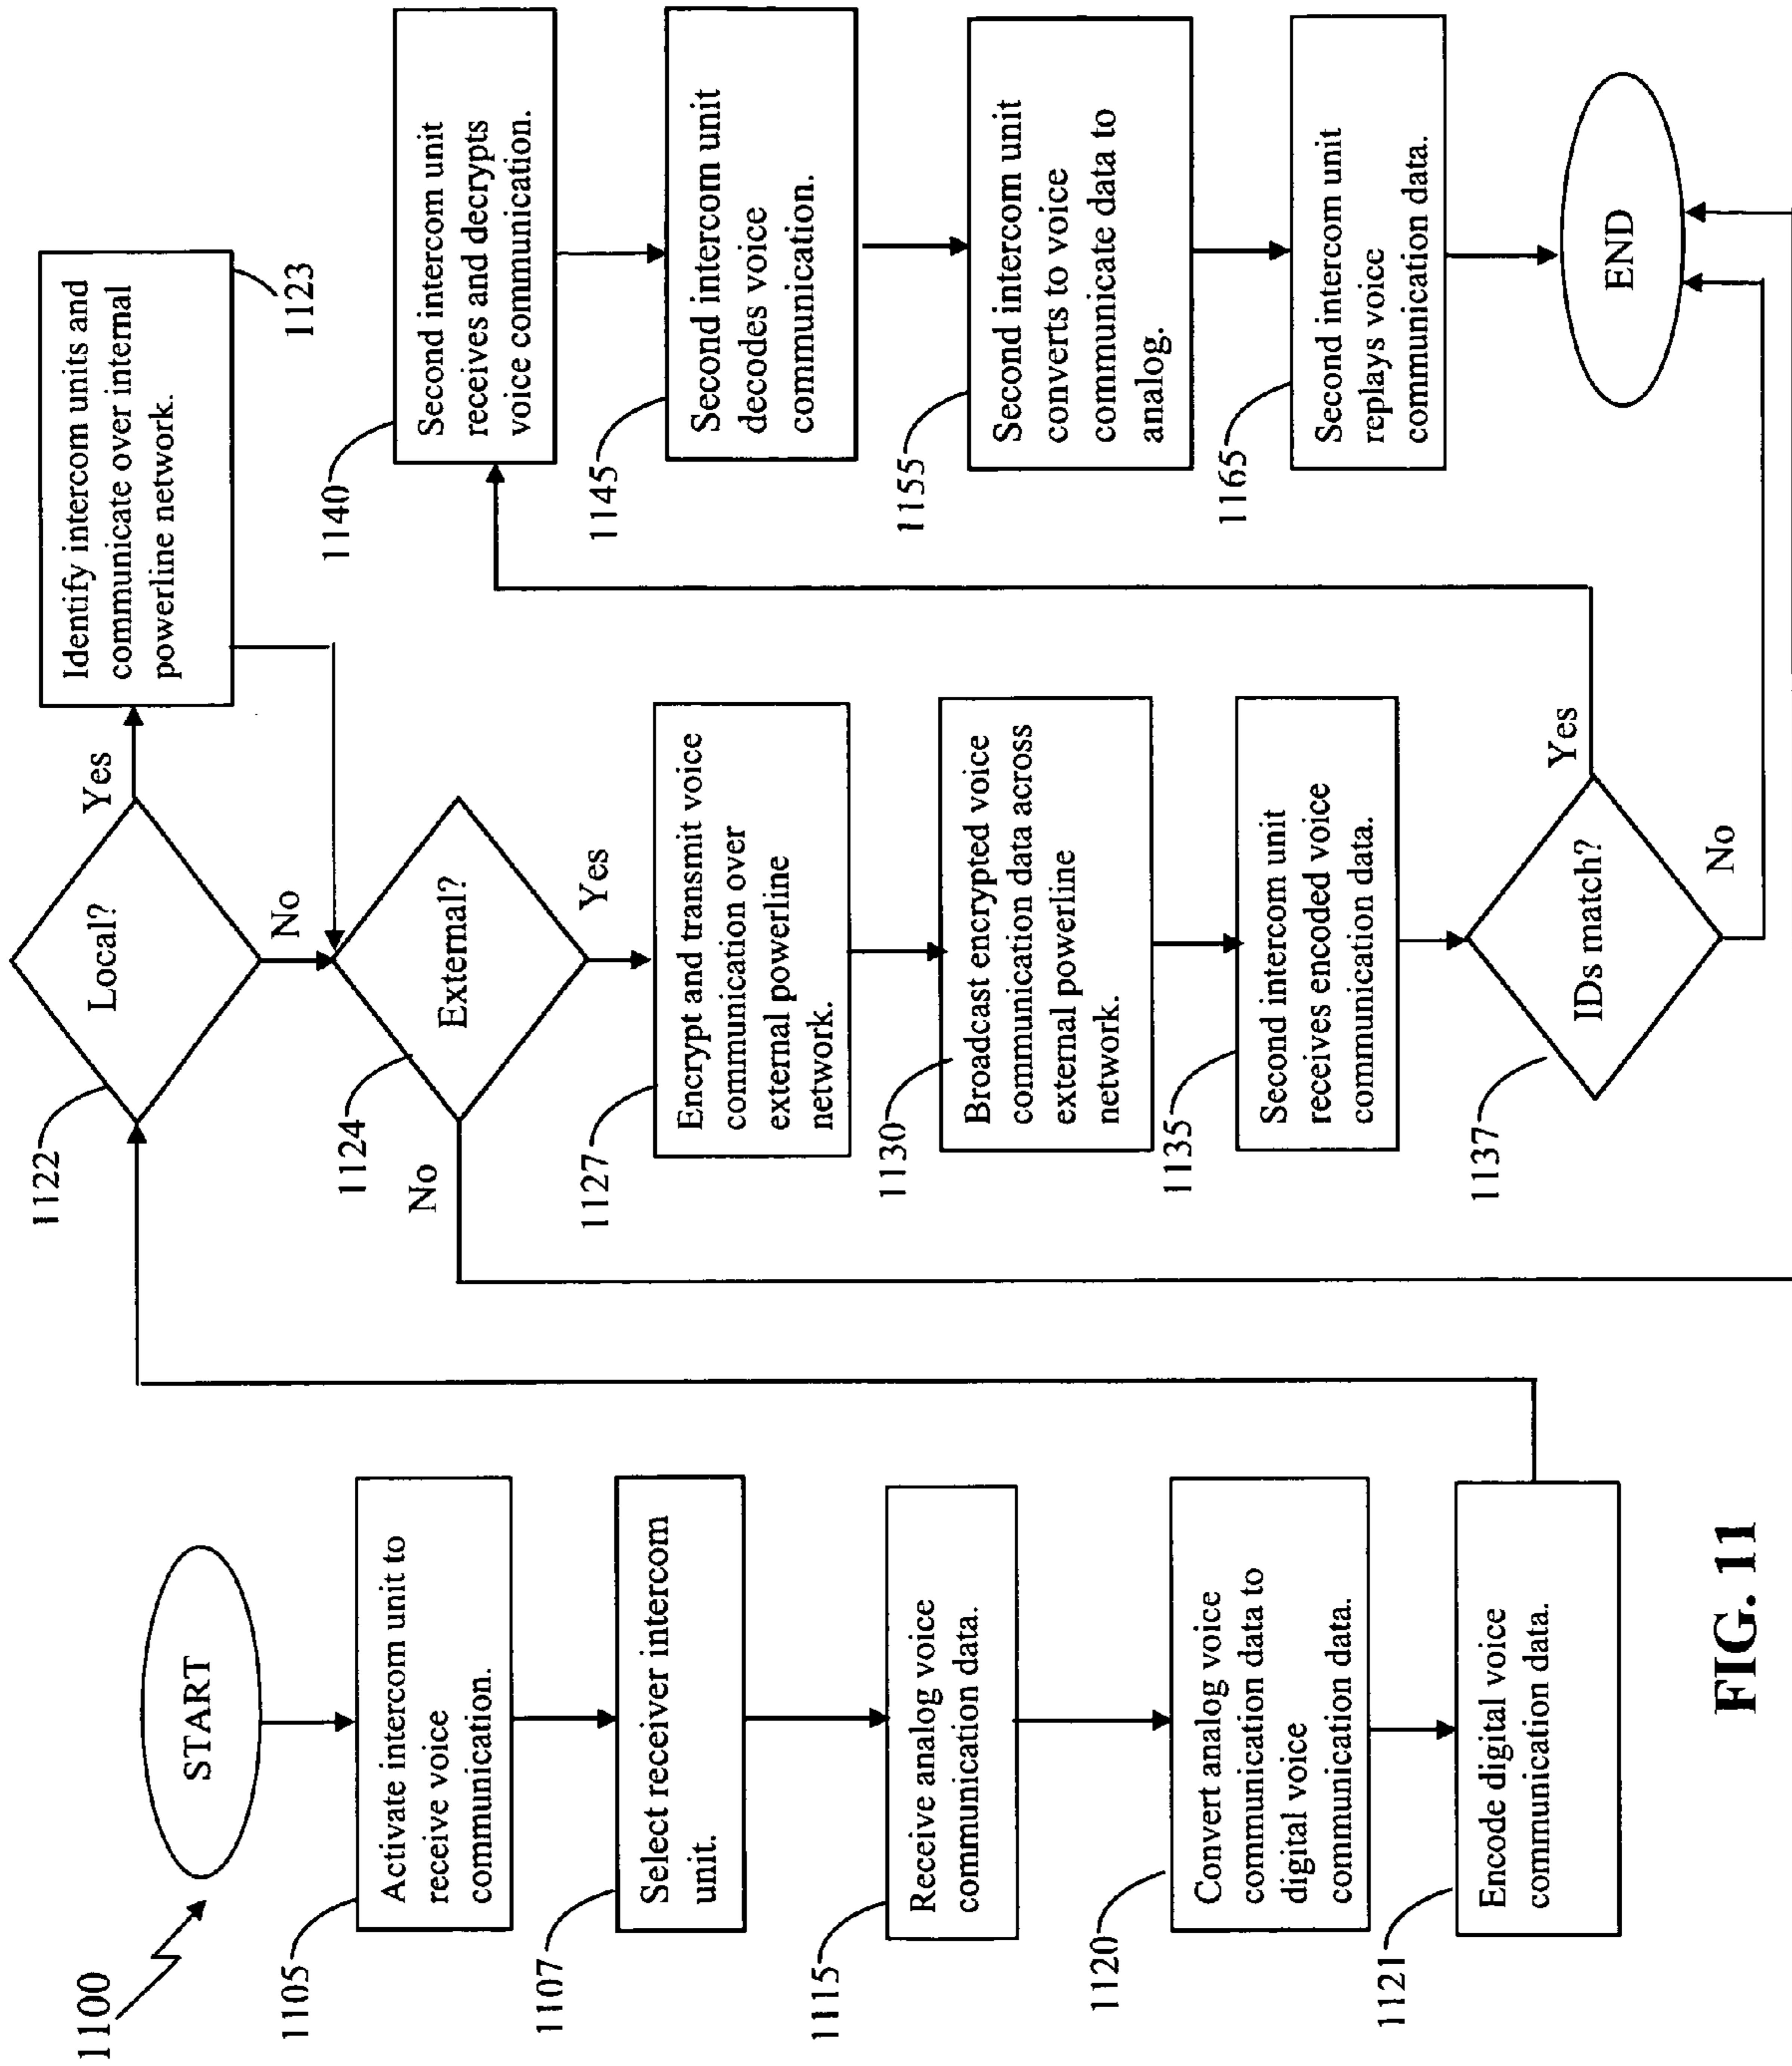 1100
START
1105
Activate intercom unit to
receive voice
communication.
1107
Select receiver intercom
unit.
1115
Receive analog voice
communication data.
1120
Convert analog voice
communication data to
digital voice
communication data.
1121
Encode digital voice
communication data.
1122
Local?
Yes
No
Identify intercom units and
communicate over internal
powerline network.
1123
1124
External?
No
Yes
1127
Encrypt and transmit voice
communication over
external powerline
network.
1130
Broadcast encrypted voice
communication data across
external powerline
network.
1135
Second intercom unit
receives encoded voice
communication data.
1137
IDs match?
Yes
No
1140
Second intercom unit
receives and decrypts
voice communication.
1145
Second intercom unit
decodes voice
communication.
1155
Second intercom unit
converts to voice
communicate data to
analog.
1165
Second intercom unit
replays voice
communication data.
END
FIG. 11